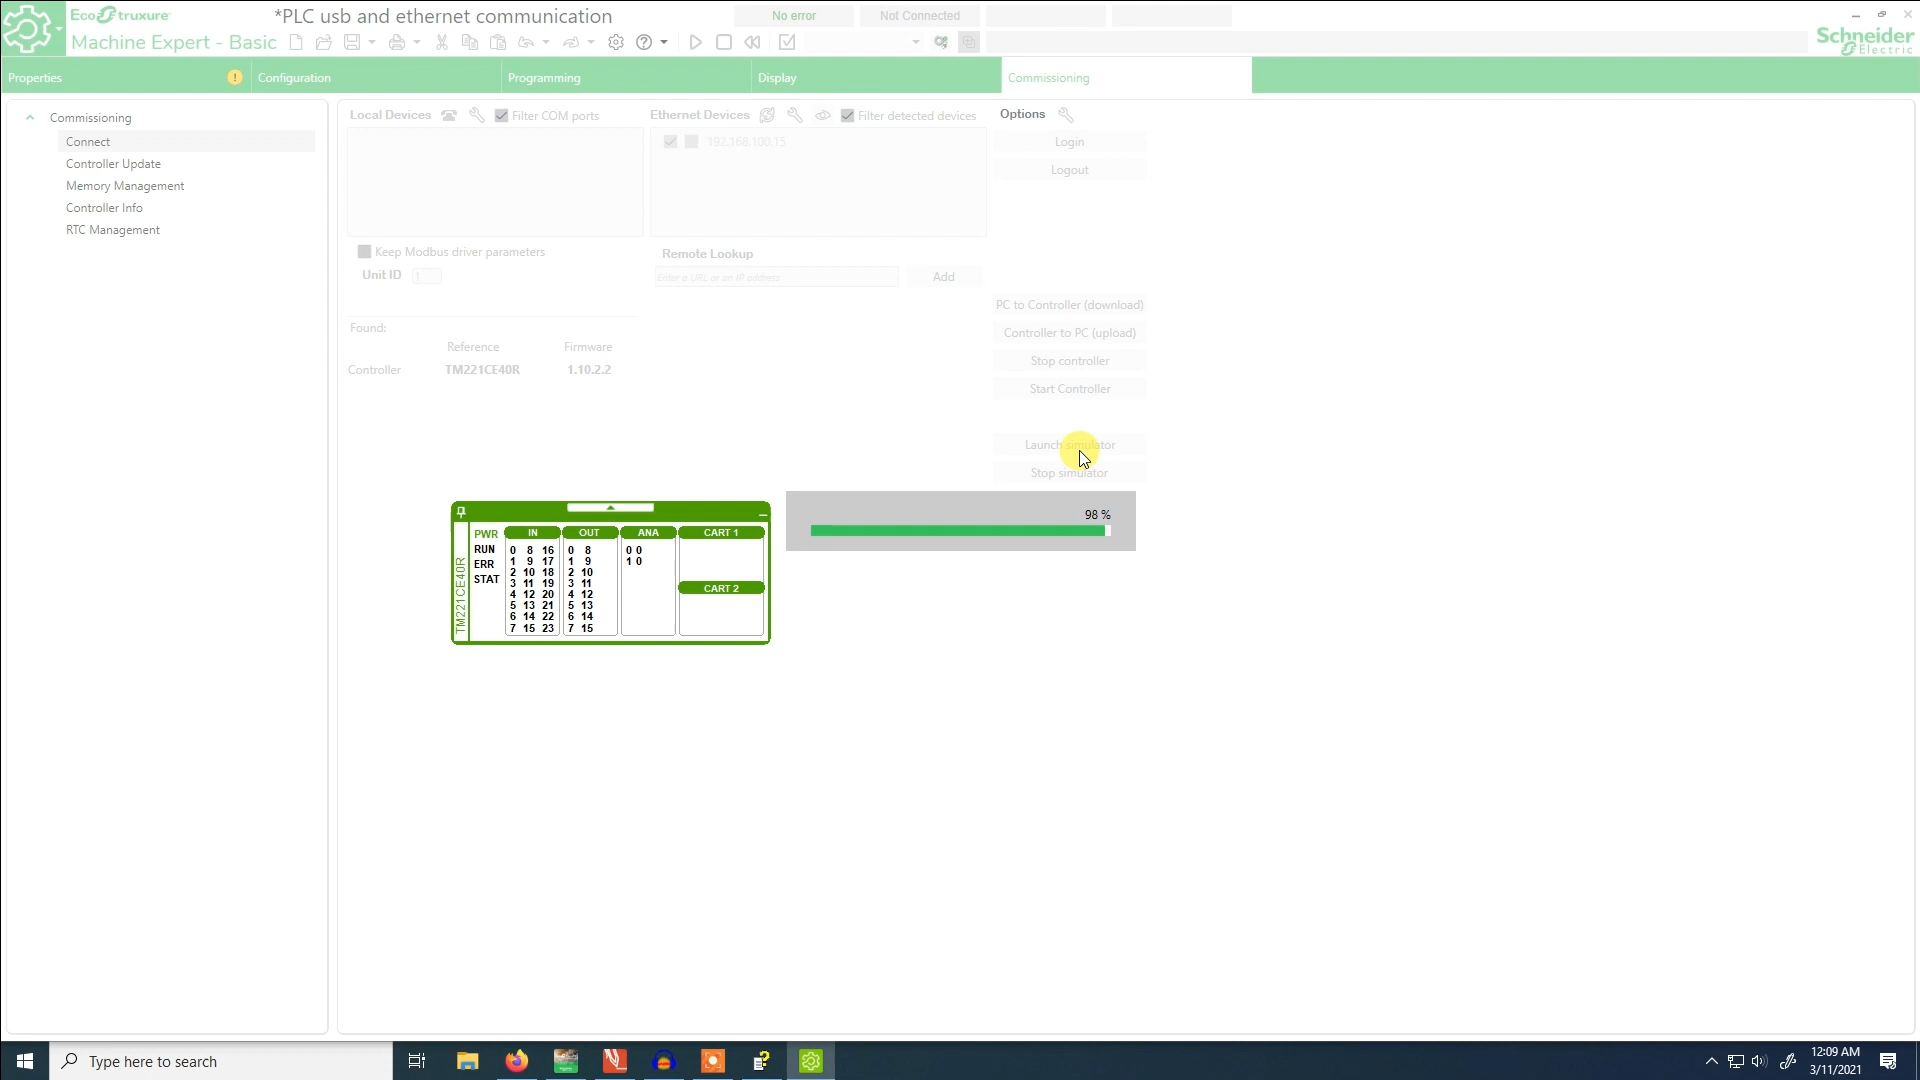 EcoStruxure
Machine Expert - Basic
*PLC usb and ethernet communication
No error
Not Connected
Schneider
Electric
Properties
Configuration
Programming
Display
Commissioning
Commissioning
Connect
Controller Update
Memory Management
Controller Info
RTC Management
Local Devices
Filter COM ports
Ethernet Devices
Filter detected devices
Options
192.168.100.15
Login
Logout
Keep Modbus driver parameters
Unit ID 1
Remote Lookup
Enter a URL or an IP address
Add
PC to Controller (download)
Controller to PC (upload)
Stop controller
Start Controller
Launch simulator
Stop simulator
Found:
Reference Firmware
Controller TM221CE40R 1.10.2.2
TM221CE40R
PWR
RUN
ERR
STAT
IN OUT ANA CART 1
0 8 16 0 8 0 0
1 9 17 1 9 1 0
2 10 18 2 10
3 11 19 3 11
4 12 20 4 12
5 13 21 5 13
6 14 22 6 14
7 15 23 7 15
CART 2
98 %
Type here to search
12:09 AM
3/11/2021